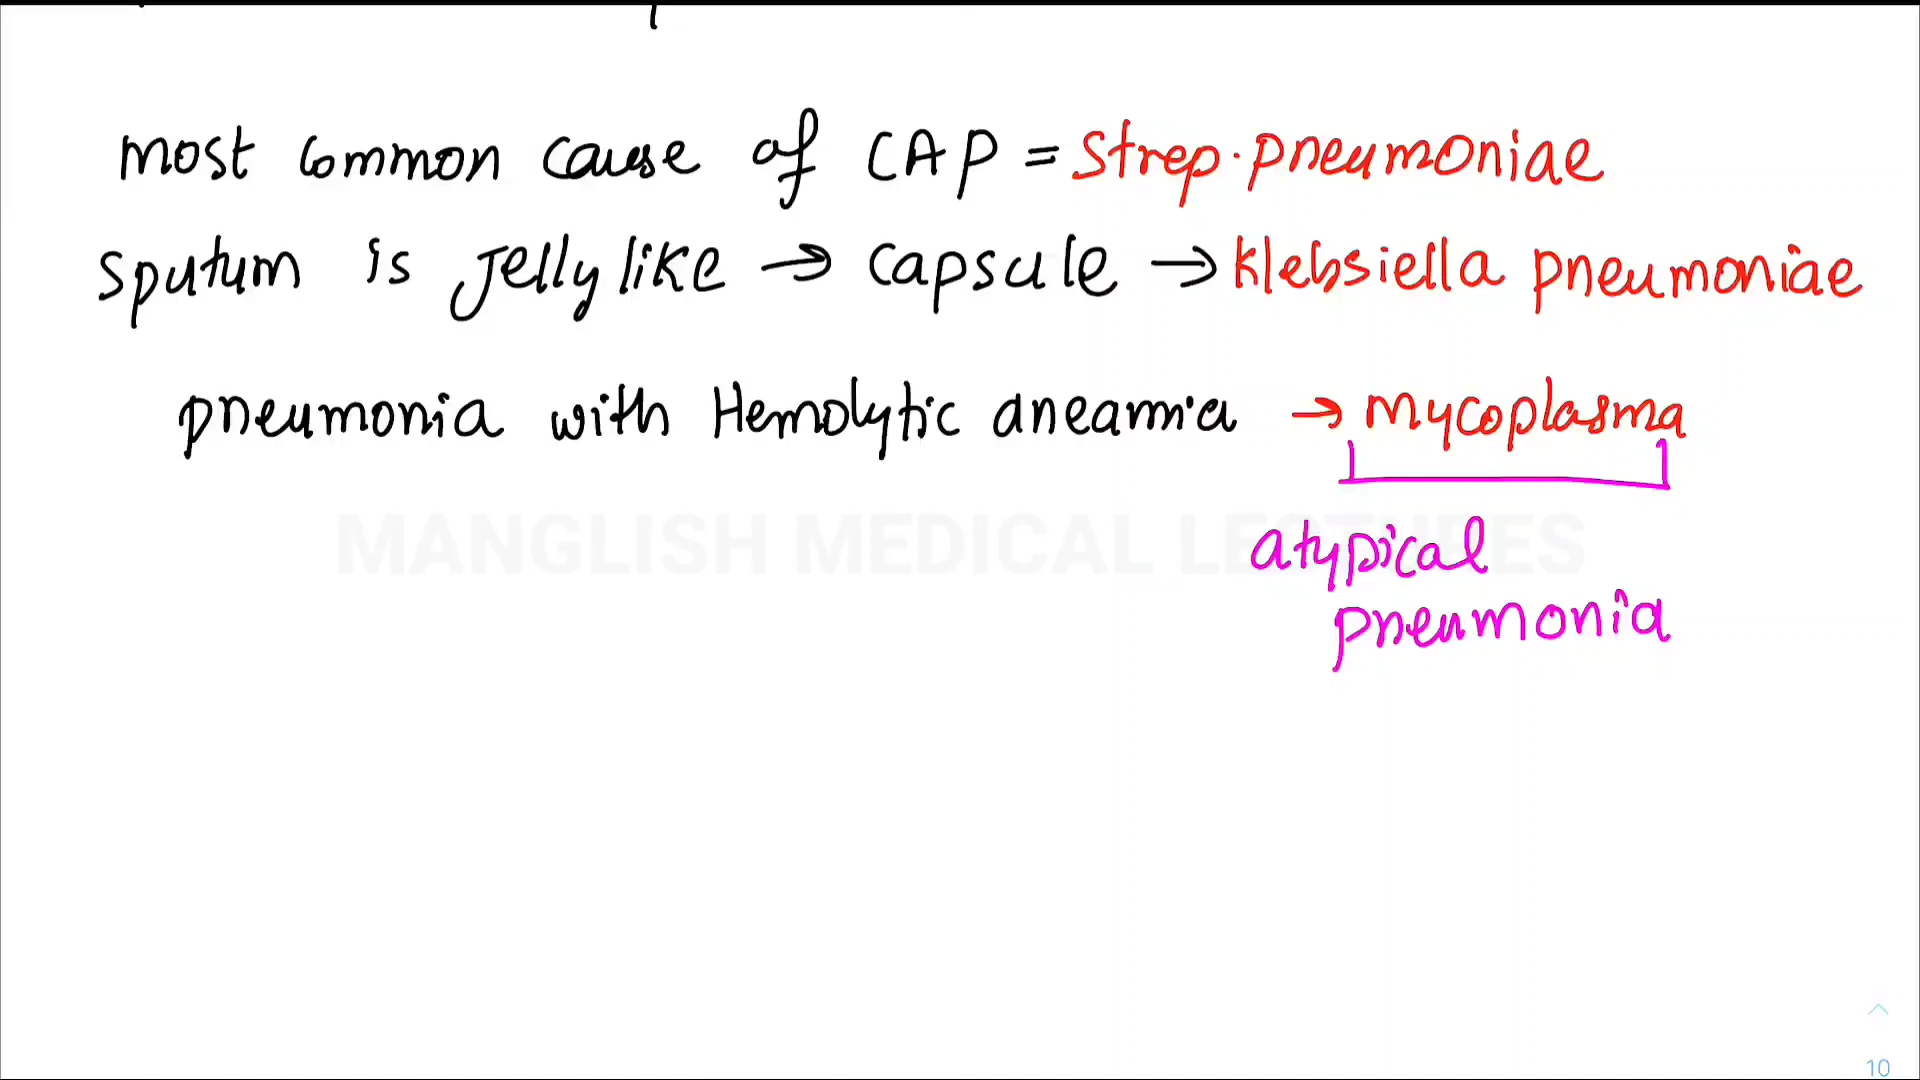 most common cause of CAP = Strep.pneumoniae
sputum is Jelly like → capsule → klebsiella pneumoniae
pneumonia with Hemolytic aneamia → mycoplasma
MANGLISH MEDICAL LECTURES
atypical
pneumonia
10